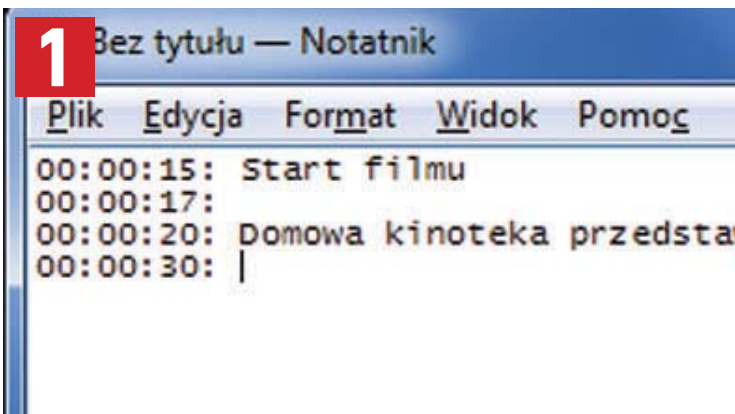 1
Bez tytułu — Notatnik
Plik Edycja Format Widok Pomoc
00:00:15: Start filmu
00:00:17:
00:00:20: Domowa kinoteka
00:00:30: